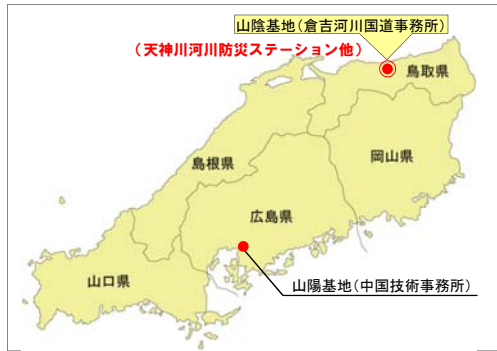 山陰基地(倉吉河川国道事務所)
(天神川河川防災ステーション他)
鳥取県
岡山県
島根県
広島県
山口県
山陽基地(中国技術事務所)